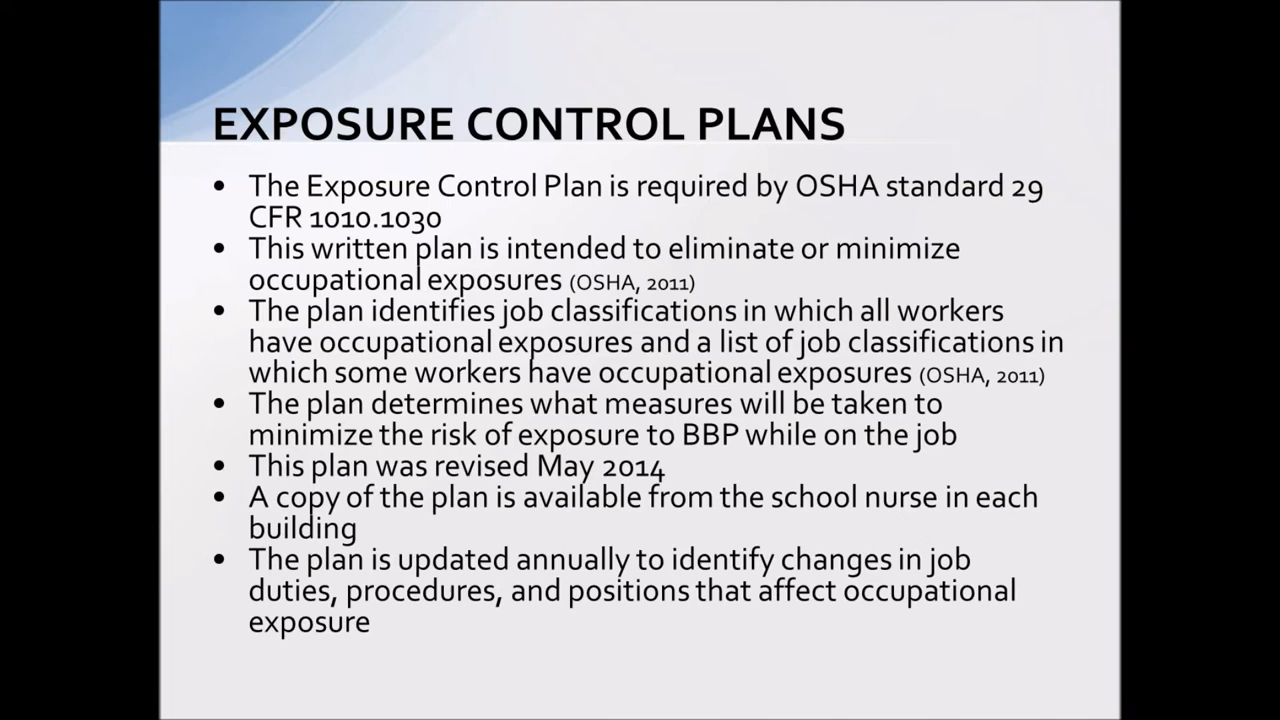 EXPOSURE CONTROL PLANS
• The Exposure Control Plan is required by OSHA standard 29
CFR 1010.1030
• This written plan is intended to eliminate or minimize
occupational exposures (OSHA, 2011)
• The plan identifies job classifications in which all workers
have occupational exposures and a list of job classifications in
which some workers have occupational exposures (OSHA, 2011)
• The plan determines what measures will be taken to
minimize the risk of exposure to BBP while on the job
• This plan was revised May 2014
• A copy of the plan is available from the school nurse in each
building
• The plan is updated annually to identify changes in job
duties, procedures, and positions that affect occupational
exposure